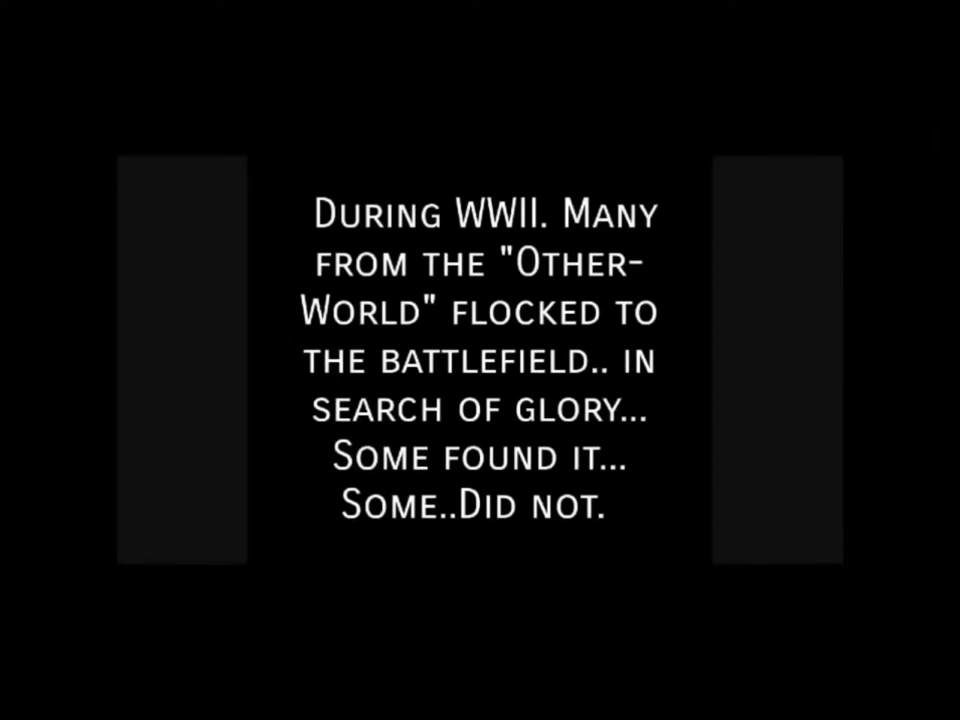 During WWII. Many
from the "Other-
World" flocked to
the battlefield.. in
search of glory...
Some found it...
Some..Did not.